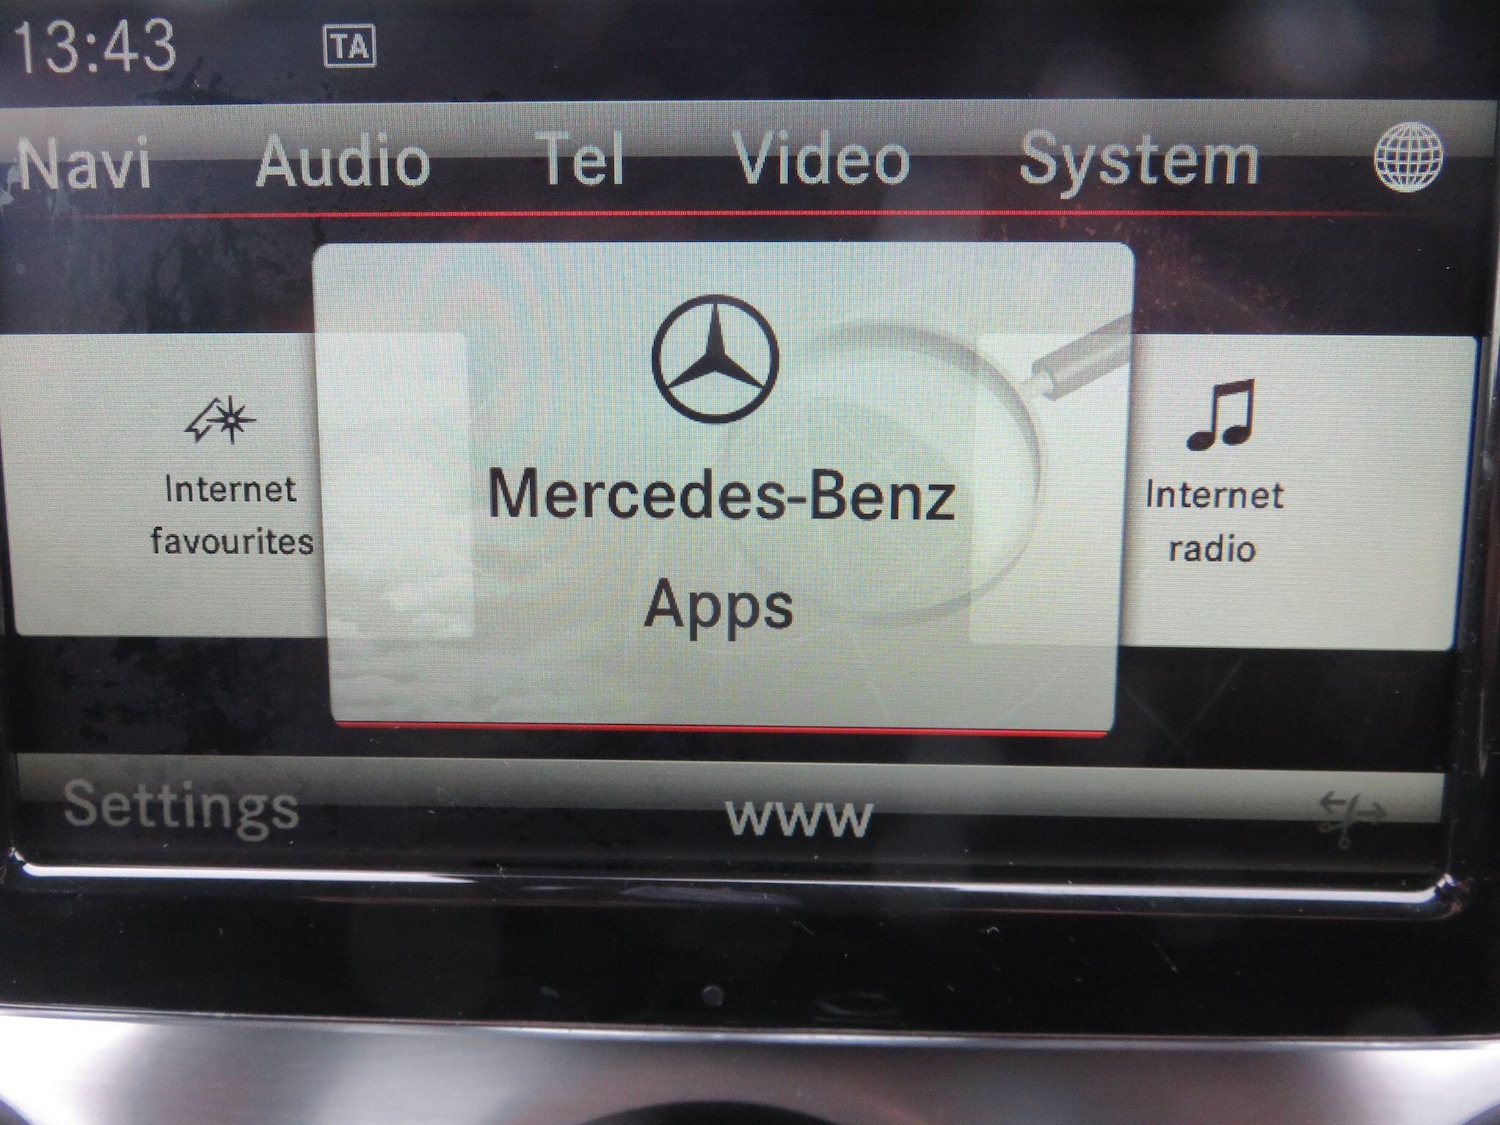 13:43 TA
Navi Audio Tel Video System
Internet
favourites
Mercedes-Benz
Apps
Internet
radio
Settings www